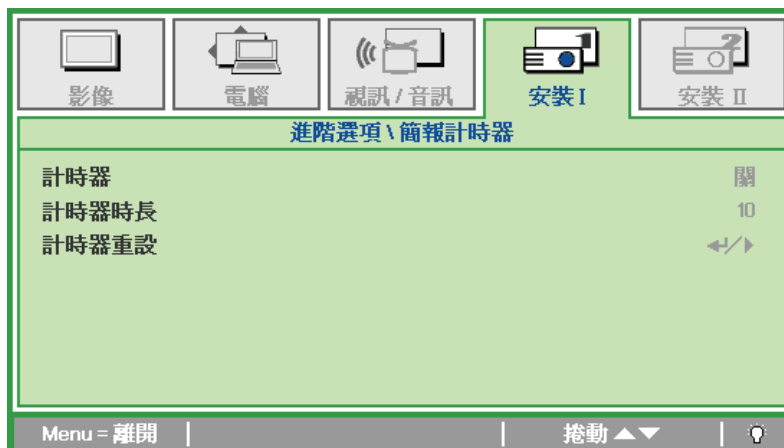 影像
電腦
視訊 / 音訊
安裝 I
安裝 II
進階選項 \ 簡報計時器
計時器 關
計時器時長 10
計時器重設 ↵/▶
Menu = 離開 捲動 ▲▼